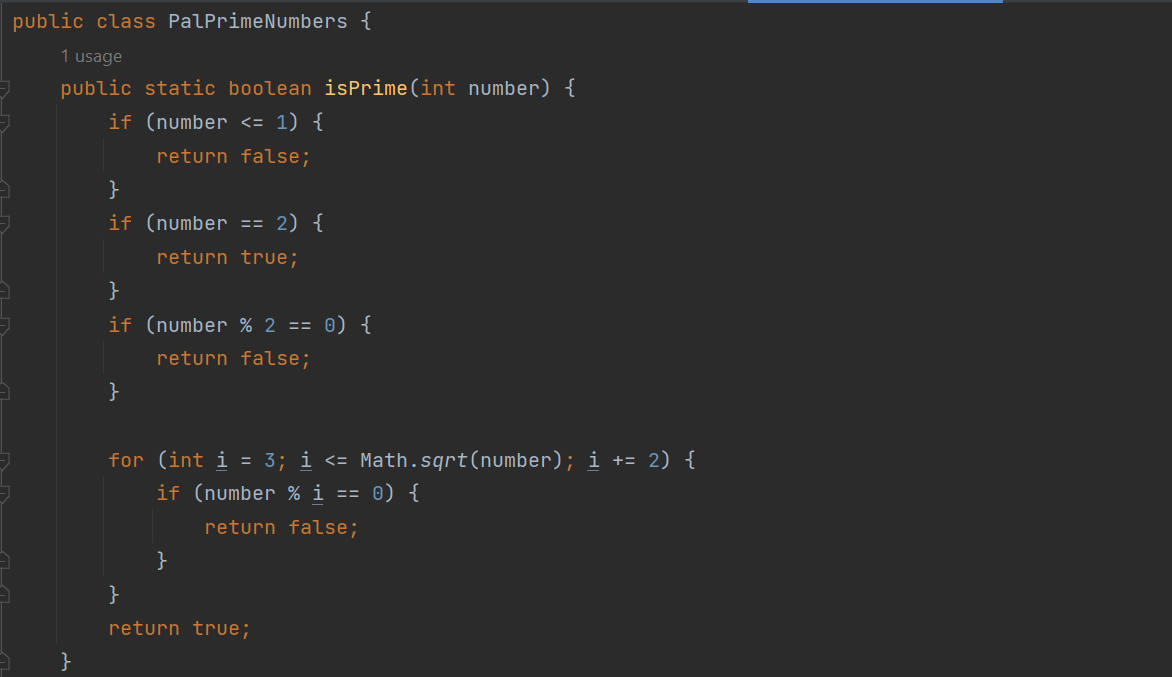 public class PalPrimeNumbers {
1 usage
public static boolean isPrime(int number) {
if (number <= 1) {
return false;
}
if (number == 2) {
return true;
}
if (number % 2 == 0) {
return false;
}
for (int i = 3; i <= Math.sqrt(number); i += 2) {
if (number % i == 0) {
return false;
}
}
return true;
}